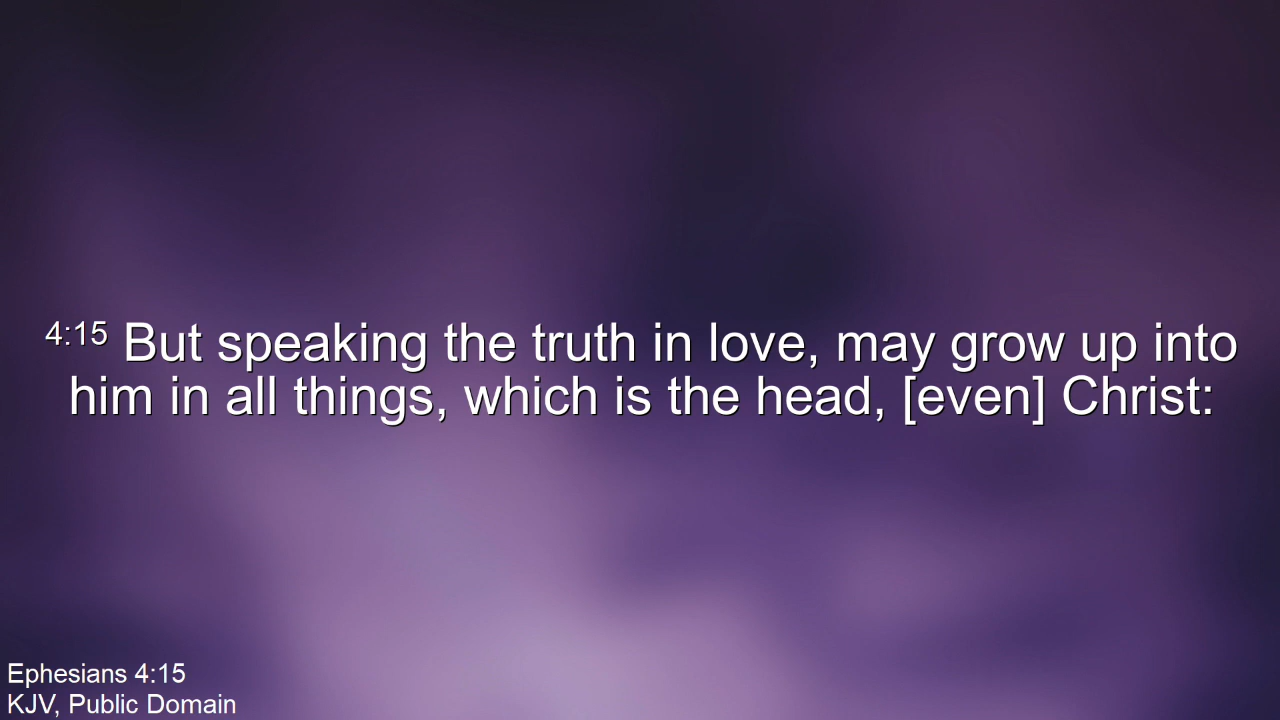 4:15 But speaking the truth in love, may grow up into
him in all things, which is the head, [even] Christ:
Ephesians 4:15
KJV, Public Domain